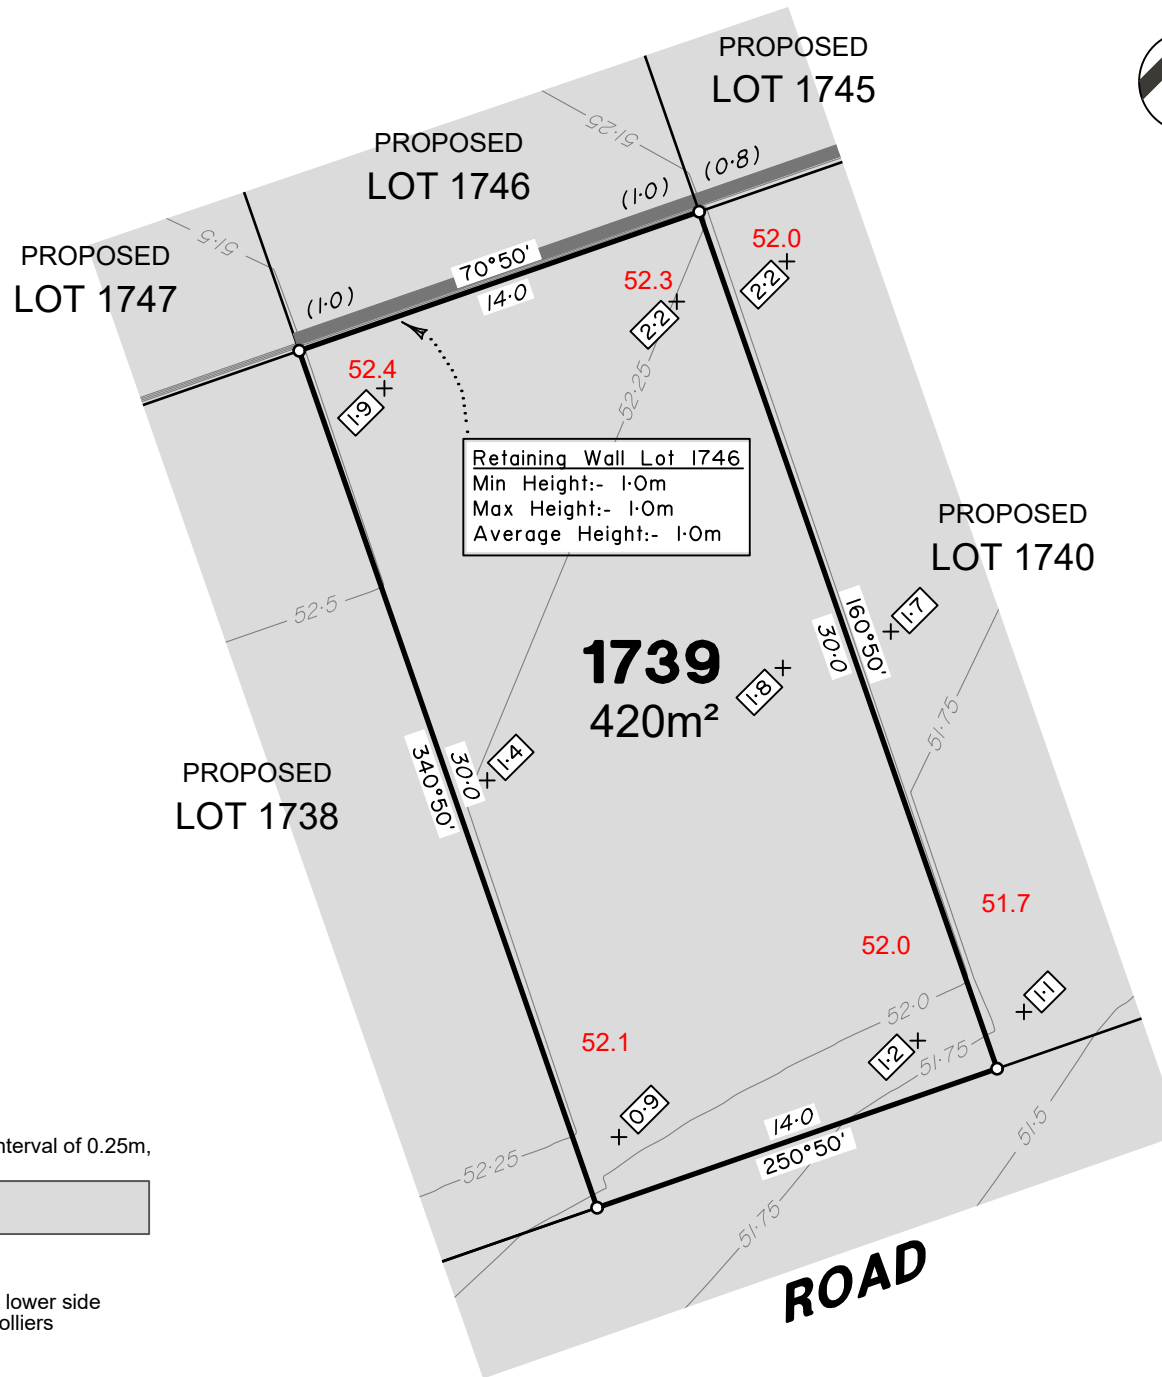 PROPOSED
LOT 1745
PROPOSED
LOT 1746
PROPOSED
LOT 1747
51·25
51·5
(0·8)
(1·0)
(1·0)
70°50'
14·0
52.0
2·2
52.3
2·2
52.4
1·9
52·25
Retaining Wall Lot 1746
Min Height:- 1·0m
Max Height:- 1·0m
Average Height:- 1·0m
PROPOSED
LOT 1740
52·5
1·7
160°50'
30·0
1739
420m²
1·8
51·75
1·4
30·0
340°50'
PROPOSED
LOT 1738
51.7
52.0
52·0
1·1
52.1
1·2
51·75
0·9
14·0
250°50'
51·5
52·25
51·75
ROAD
nterval of 0.25m,
lower side
olliers